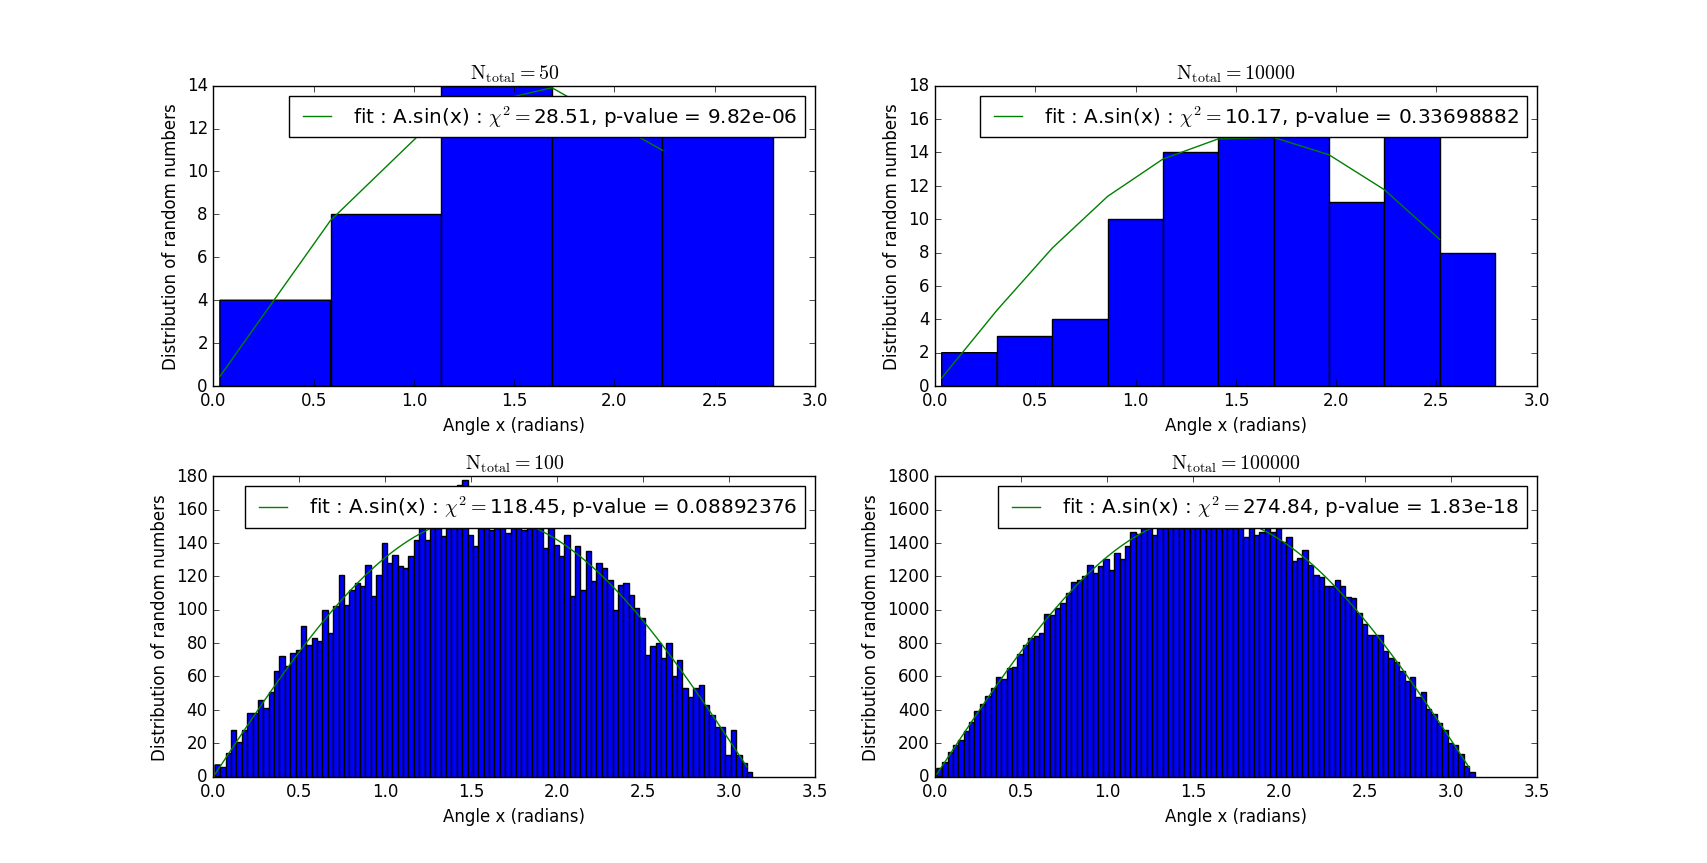 N_total = 50
fit : A.sin(x) : χ² = 28.51, p-value = 9.82e-06
Distribution of random numbers
14
12
10
8
6
4
2
0
0.0 0.5 1.0 1.5 2.0 2.5 3.0
Angle x (radians)
N_total = 10000
fit : A.sin(x) : χ² = 10.17, p-value = 0.33698882
Distribution of random numbers
18
16
14
12
10
8
6
4
2
0
0.0 0.5 1.0 1.5 2.0 2.5 3.0
Angle x (radians)
N_total = 100
fit : A.sin(x) : χ² = 118.45, p-value = 0.08892376
Distribution of random numbers
180
160
140
120
100
80
60
40
20
0
0.0 0.5 1.0 1.5 2.0 2.5 3.0 3.5
Angle x (radians)
N_total = 100000
fit : A.sin(x) : χ² = 274.84, p-value = 1.83e-18
Distribution of random numbers
1800
1600
1400
1200
1000
800
600
400
200
0
0.0 0.5 1.0 1.5 2.0 2.5 3.0 3.5
Angle x (radians)